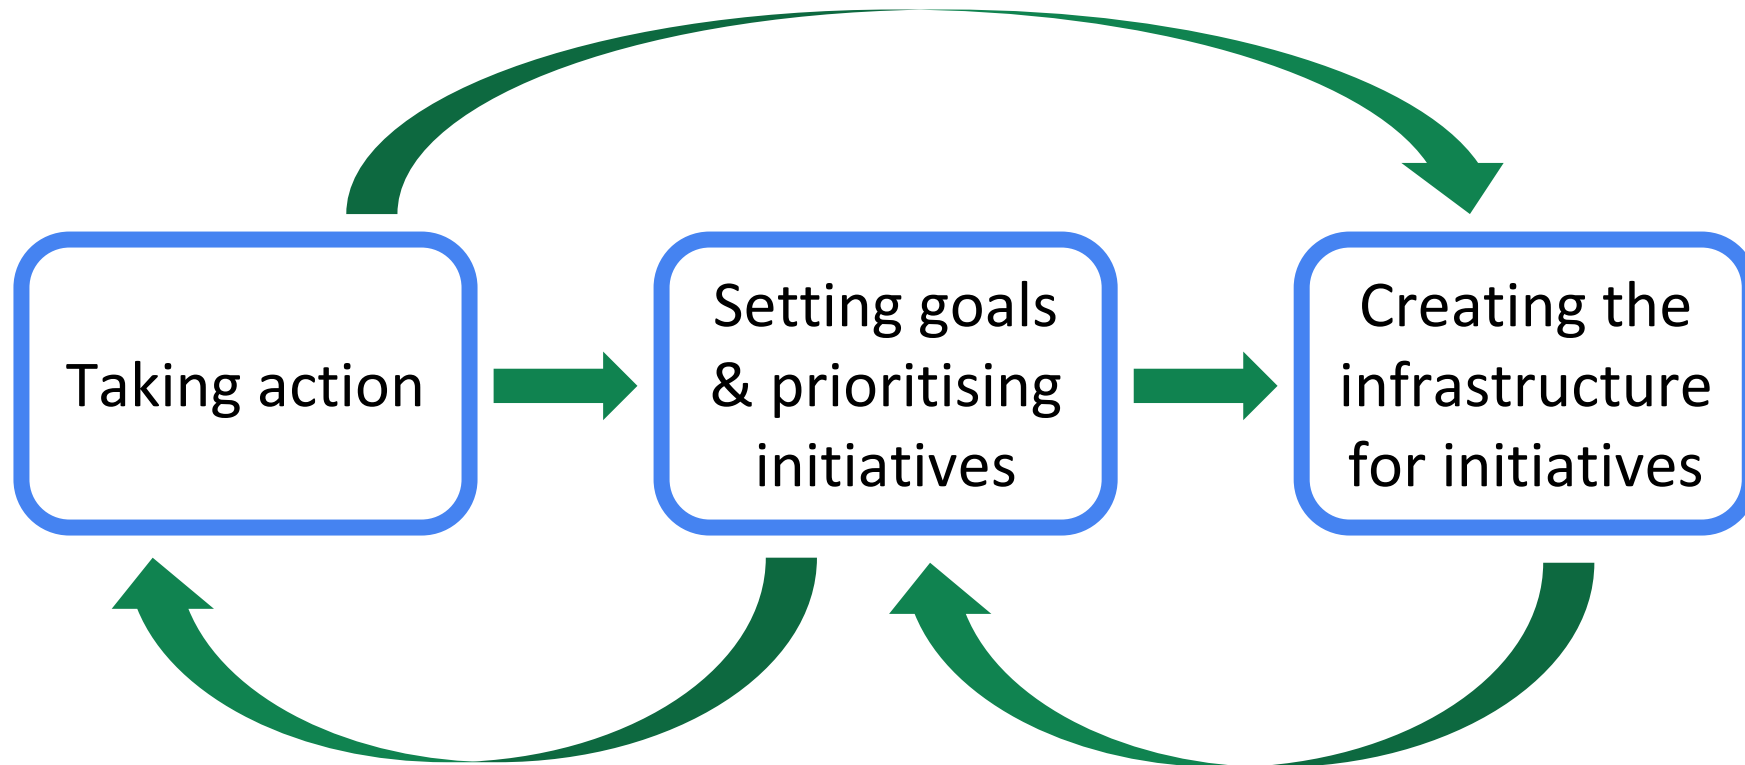 Taking action
Setting goals
& prioritising
initiatives
Creating the
infrastructure
for initiatives